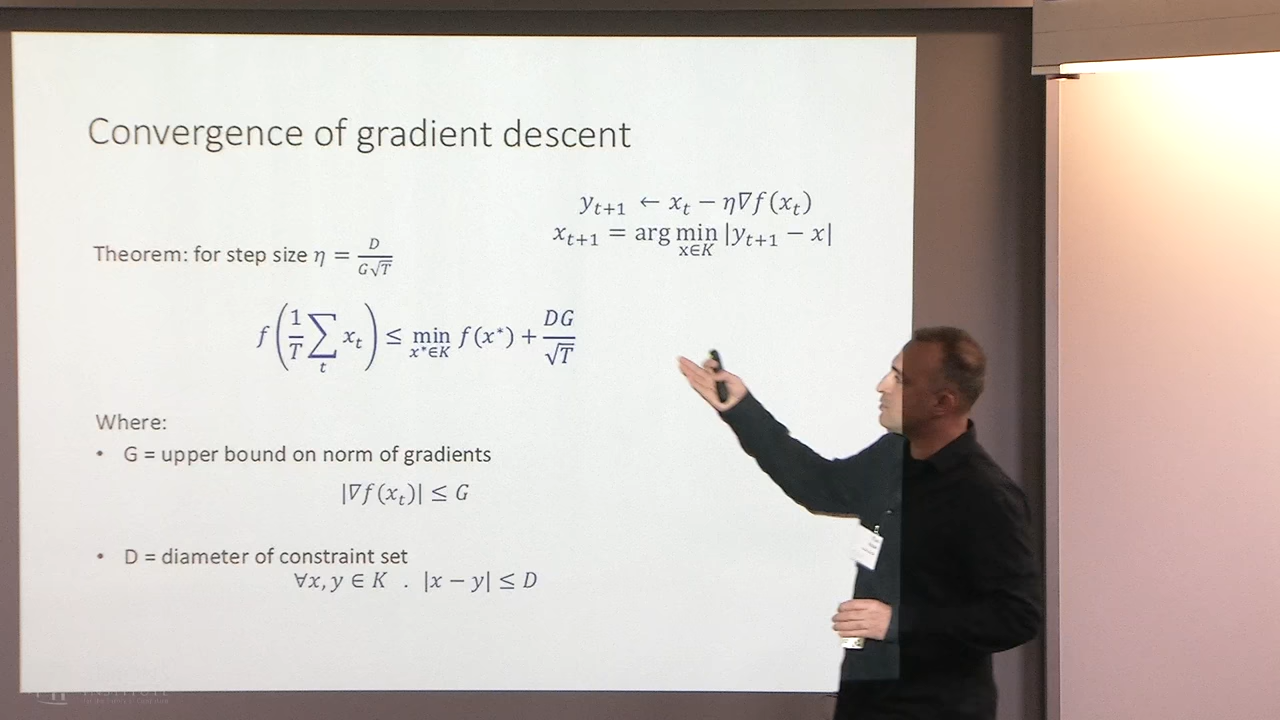 Convergence of gradient descent
y_{t+1} ← x_t − η∇f(x_t)
x_{t+1} = arg min_{x∈K} |y_{t+1} − x|
Theorem: for step size η = D/(G√T)
f(1/T ∑_t x_t) ≤ min_{x*∈K} f(x*) + DG/√T
Where:
• G = upper bound on norm of gradients
|∇f(x_t)| ≤ G
• D = diameter of constraint set
∀x, y ∈ K . |x − y| ≤ D
INSTITUTE